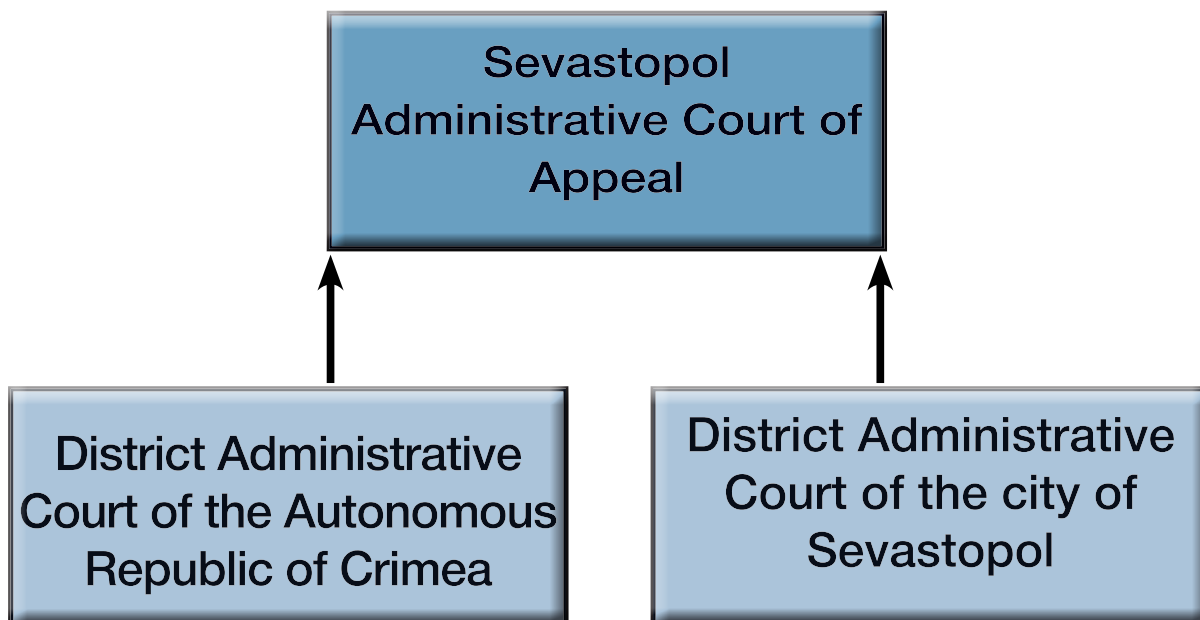 Sevastopol
Administrative Court of
Appeal
District Administrative
Court of the Autonomous
Republic of Crimea
District Administrative
Court of the city of
Sevastopol